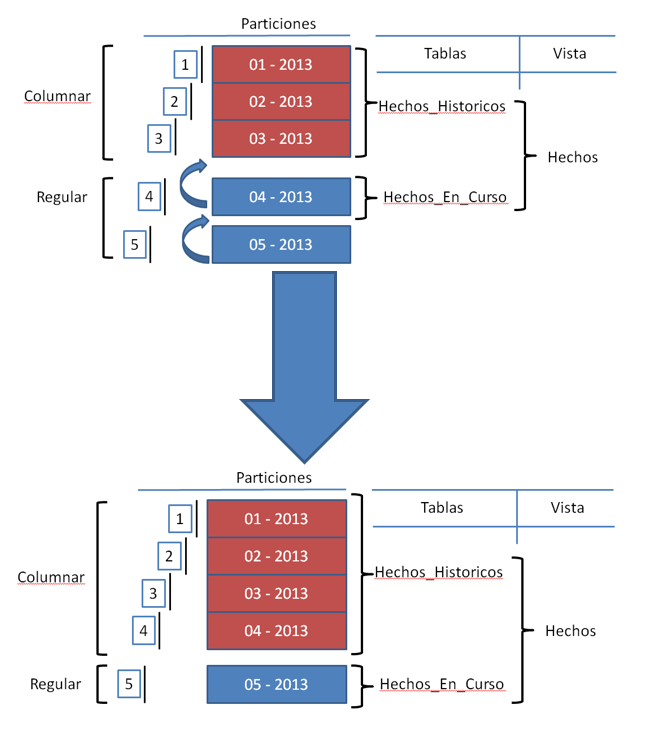 Particiones
Tablas
Vista
Columnar
1
01 - 2013
2
02 - 2013
3
03 - 2013
Hechos_Historicos
Hechos
Regular
4
04 - 2013
Hechos_En_Curso
5
05 - 2013
Particiones
Tablas
Vista
Columnar
1
01 - 2013
2
02 - 2013
3
03 - 2013
4
04 - 2013
Hechos_Historicos
Hechos
Regular
5
05 - 2013
Hechos_En_Curso